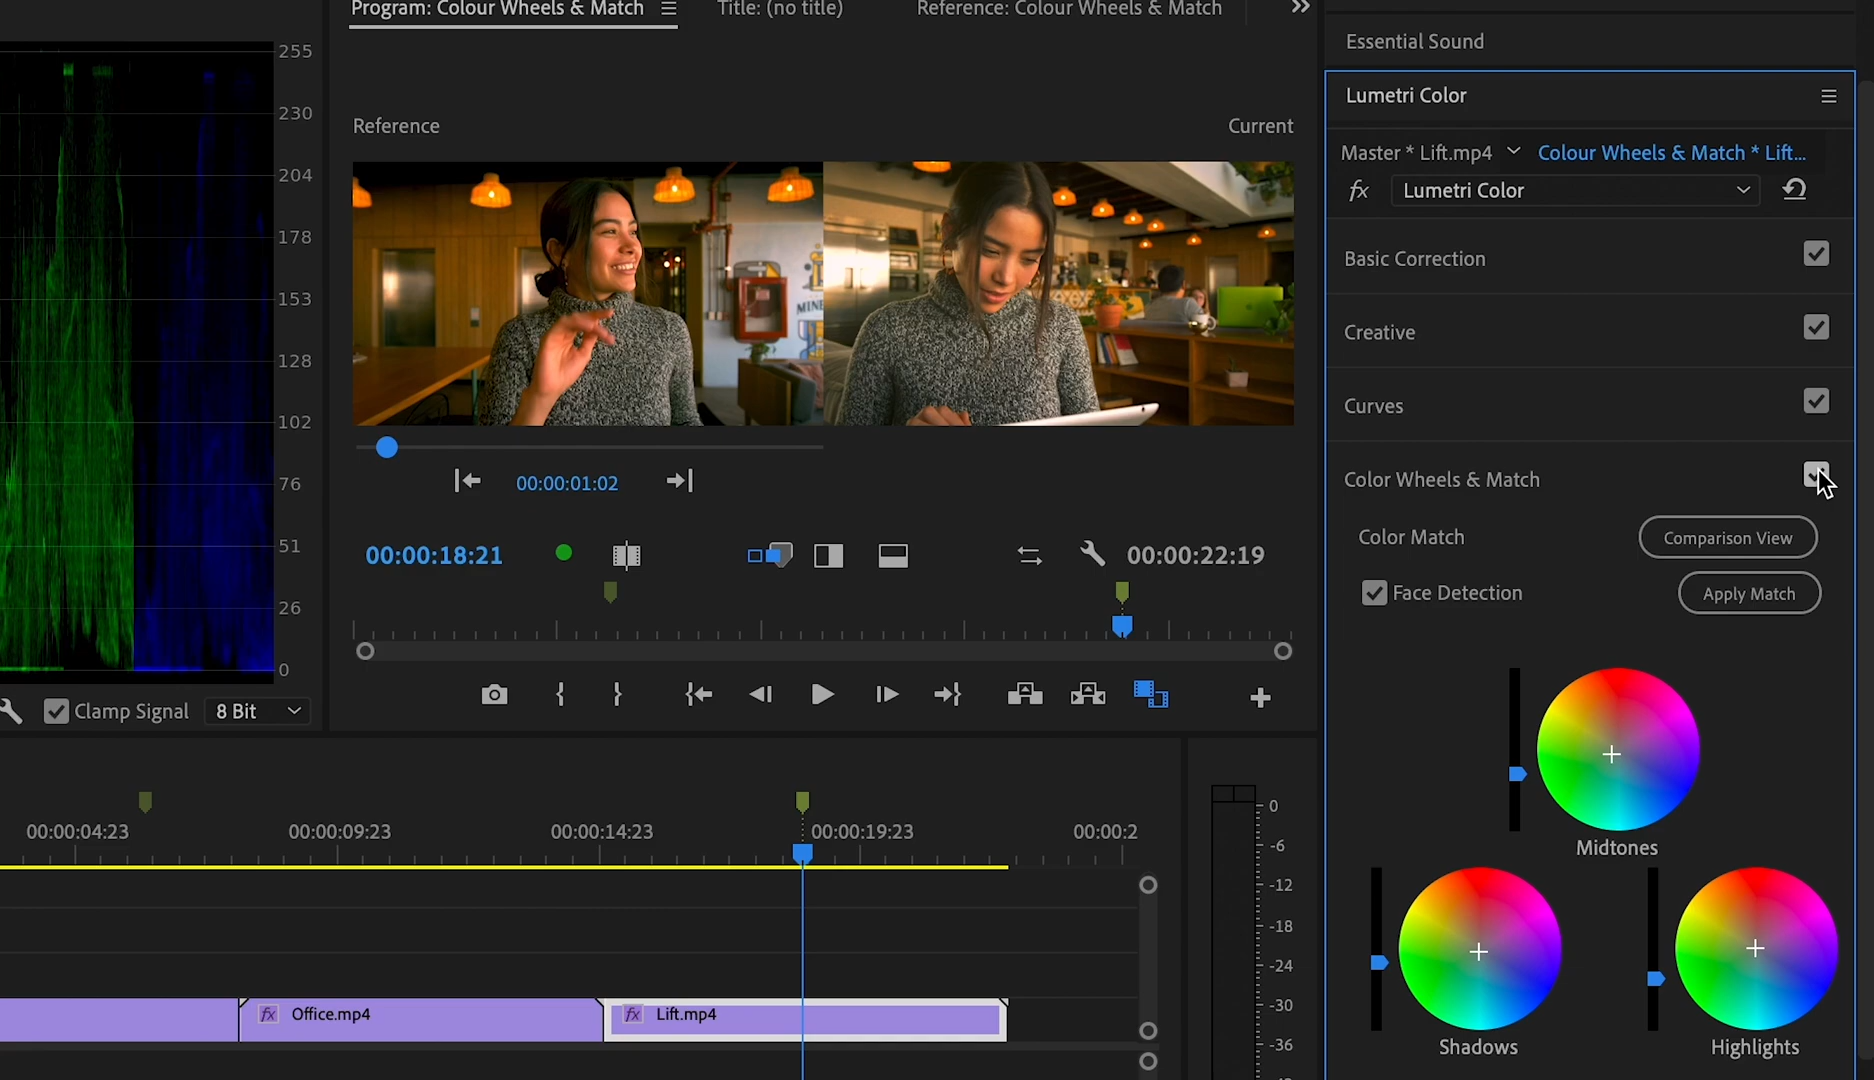 Program: Colour Wheels & Match
Title: (no title)
Reference: Colour Wheels & Match
Essential Sound
Lumetri Color
Master * Lift.mp4
Colour Wheels & Match * Lift...
fx
Lumetri Color
Basic Correction
Creative
Curves
Color Wheels & Match
Color Match
Comparison View
Face Detection
Apply Match
Midtones
Shadows
Highlights
255
230
204
178
153
128
102
76
51
26
0
Clamp Signal
8 Bit
Reference
Current
MINE
00:00:01:02
00:00:18:21
00:00:22:19
00:00:04:23
00:00:09:23
00:00:14:23
00:00:19:23
00:00:2
fx Office.mp4
fx Lift.mp4
0
-6
-12
-18
-24
-30
-36